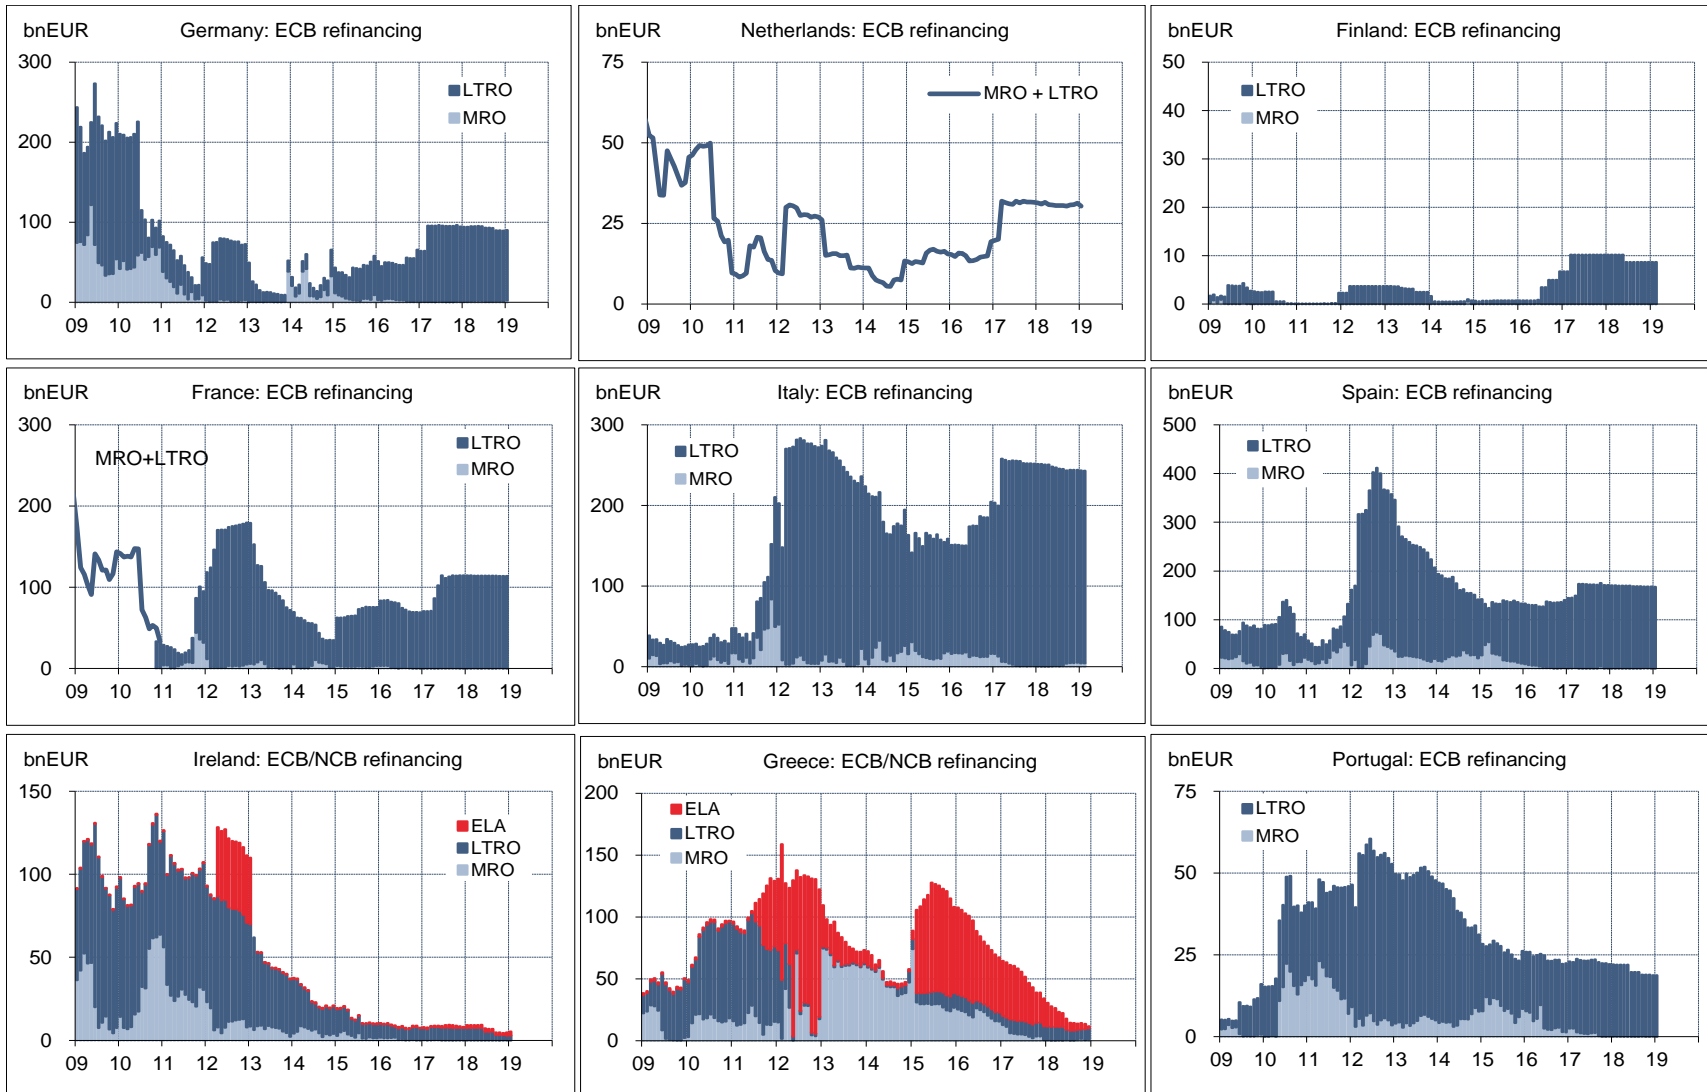 bnEUR Germany: ECB refinancing
300
LTRO
MRO
200
100
0
09 10 11 12 13 14 15 16 17 18 19
bnEUR Netherlands: ECB refinancing
75
MRO + LTRO
50
25
0
09 10 11 12 13 14 15 16 17 18 19
bnEUR Finland: ECB refinancing
50
LTRO
40
MRO
30
20
10
0
09 10 11 12 13 14 15 16 17 18 19
bnEUR France: ECB refinancing
300
LTRO
MRO+LTRO
MRO
200
100
0
09 10 11 12 13 14 15 16 17 18 19
bnEUR Italy: ECB refinancing
300
LTRO
MRO
200
100
0
09 10 11 12 13 14 15 16 17 18 19
bnEUR Spain: ECB refinancing
500
LTRO
400
MRO
300
200
100
0
09 10 11 12 13 14 15 16 17 18 19
bnEUR Ireland: ECB/NCB refinancing
150
ELA
LTRO
MRO
100
50
0
09 10 11 12 13 14 15 16 17 18 19
bnEUR Greece: ECB/NCB refinancing
200
ELA
LTRO
MRO
150
100
50
0
09 10 11 12 13 14 15 16 17 18 19
bnEUR Portugal: ECB refinancing
75
LTRO
MRO
50
25
0
09 10 11 12 13 14 15 16 17 18 19